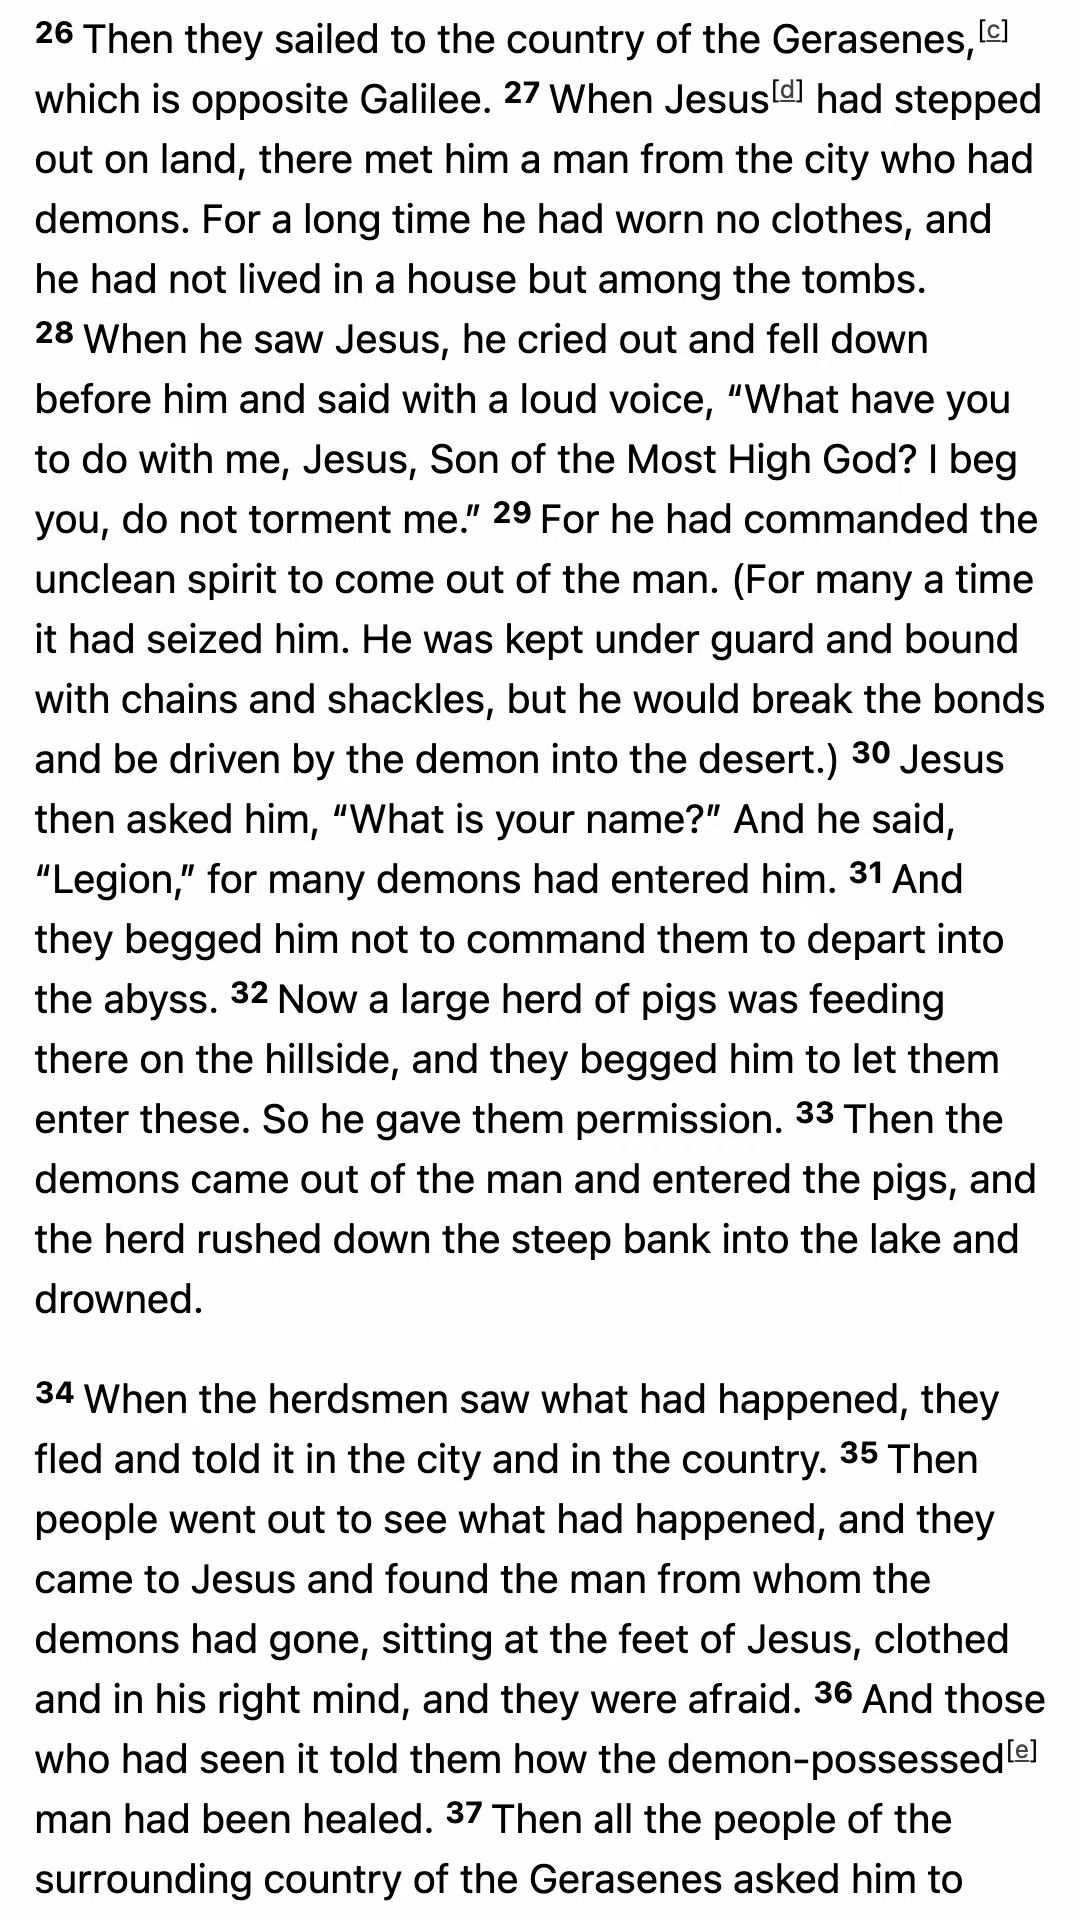 26 Then they sailed to the country of the Gerasenes,[c]
which is opposite Galilee. 27 When Jesus[d] had stepped
out on land, there met him a man from the city who had
demons. For a long time he had worn no clothes, and
he had not lived in a house but among the tombs.
28 When he saw Jesus, he cried out and fell down
before him and said with a loud voice, “What have you
to do with me, Jesus, Son of the Most High God? I beg
you, do not torment me.” 29 For he had commanded the
unclean spirit to come out of the man. (For many a time
it had seized him. He was kept under guard and bound
with chains and shackles, but he would break the bonds
and be driven by the demon into the desert.) 30 Jesus
then asked him, “What is your name?” And he said,
“Legion,” for many demons had entered him. 31 And
they begged him not to command them to depart into
the abyss. 32 Now a large herd of pigs was feeding
there on the hillside, and they begged him to let them
enter these. So he gave them permission. 33 Then the
demons came out of the man and entered the pigs, and
the herd rushed down the steep bank into the lake and
drowned.
34 When the herdsmen saw what had happened, they
fled and told it in the city and in the country. 35 Then
people went out to see what had happened, and they
came to Jesus and found the man from whom the
demons had gone, sitting at the feet of Jesus, clothed
and in his right mind, and they were afraid. 36 And those
who had seen it told them how the demon-possessed[e]
man had been healed. 37 Then all the people of the
surrounding country of the Gerasenes asked him to